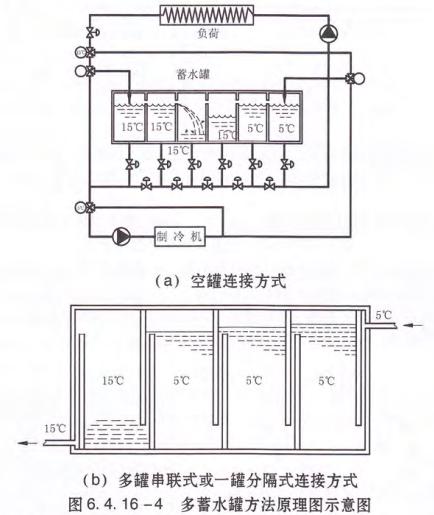 负荷
蓄水罐
15℃ 15℃ 15℃ 15℃ 5℃ 5℃
制冷机
(a) 空罐连接方式
5℃
15℃ 5℃ 5℃ 5℃
15℃
(b) 多罐串联式或一罐分隔式连接方式
图6.4.16-4 多蓄水罐方法原理图示意图